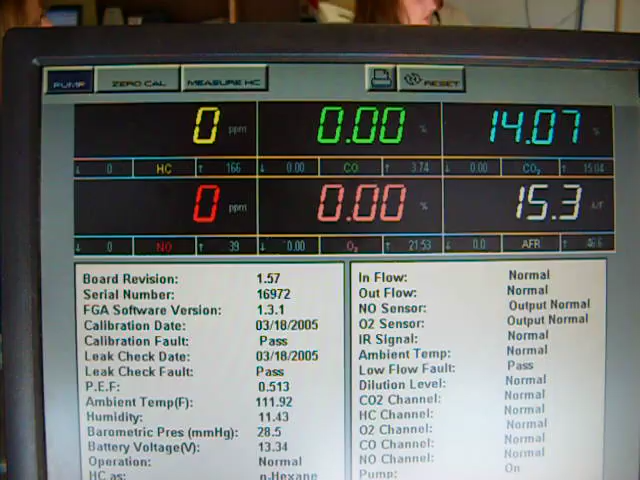 PUMP ZERO CAL MEASURE HC RESET
0 ppm 0.00 % 14.07 %
↓ 0 HC ↑ 166 ↓ 0.00 CO ↑ 3.74 ↓ 0.00 CO₂ ↑ 15.04
0 ppm 0.00 % 15.3 A/F
↓ 0 NO ↑ 39 ↓ 0.00 O₂ ↑ 21.53 ↓ 0.0 AFR ↑ 46.6
Board Revision: 1.57
Serial Number: 16972
FGA Software Version: 1.3.1
Calibration Date: 03/18/2005
Calibration Fault: Pass
Leak Check Date: 03/18/2005
Leak Check Fault: Pass
P.E.F: 0.513
Ambient Temp(F): 111.92
Humidity: 11.43
Barometric Pres (mmHg): 28.5
Battery Voltage(V): 13.34
Operation: Normal
HC as: n.Hexane
In Flow: Normal
Out Flow: Normal
NO Sensor: Output Normal
O2 Sensor: Output Normal
IR Signal: Normal
Ambient Temp: Normal
Low Flow Fault: Pass
Dilution Level: Normal
CO2 Channel: Normal
HC Channel: Normal
O2 Channel: Normal
CO Channel: Normal
NO Channel: Normal
Pump: On